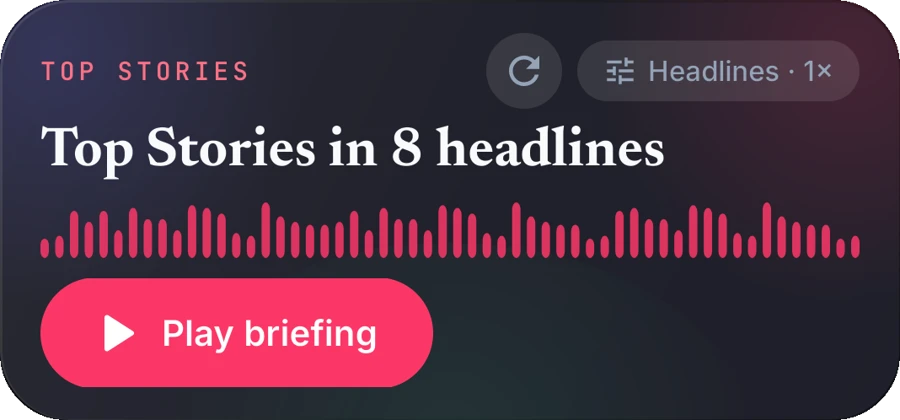 TOP STORIES
Headlines · 1×
Top Stories in 8 headlines
Play briefing